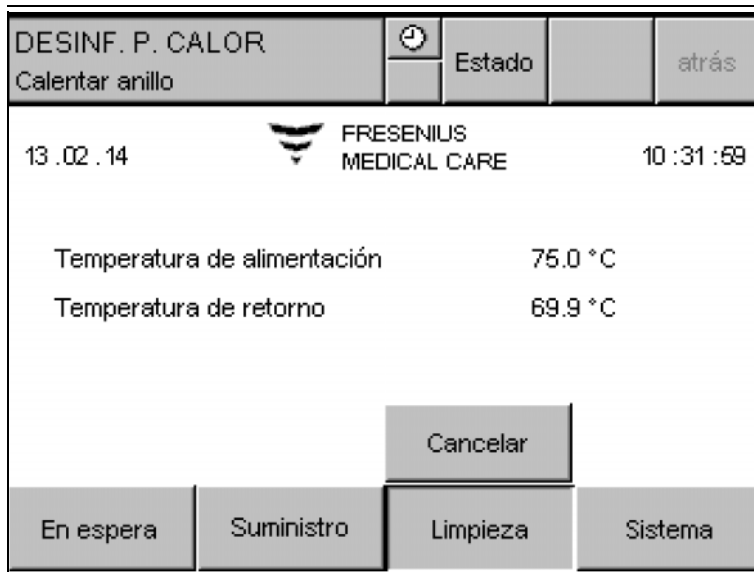 DESINF. P. CALOR
Calentar anillo
Estado
atrás
13.02.14
FRESENIUS
MEDICAL CARE
10:31:59
Temperatura de alimentación 75.0 °C
Temperatura de retorno 69.9 °C
Cancelar
En espera
Suministro
Limpieza
Sistema